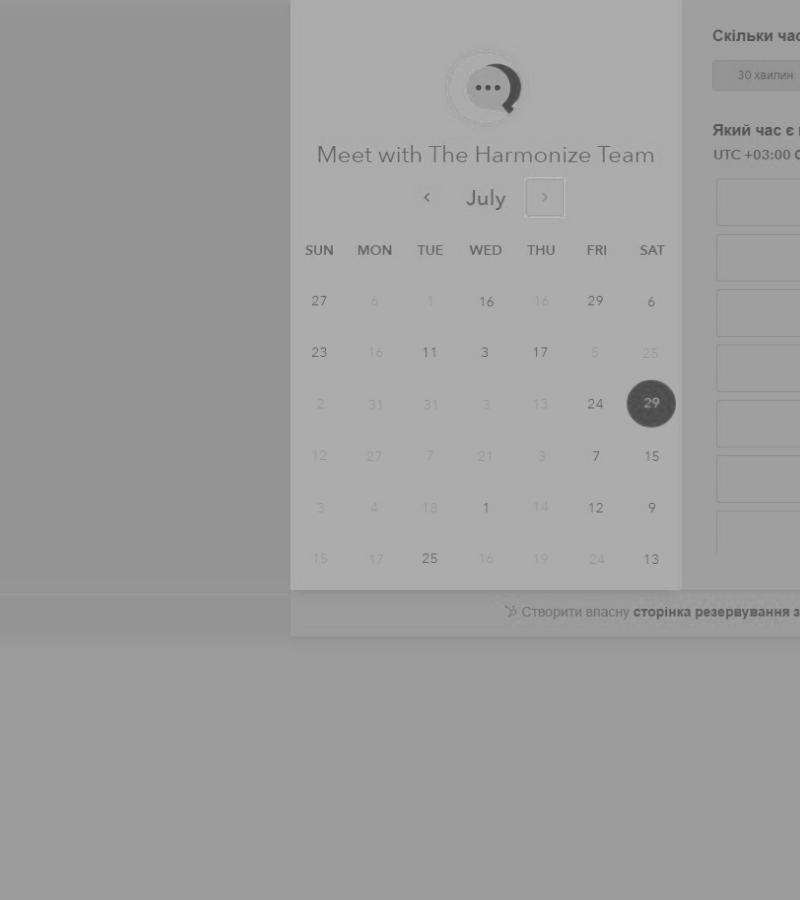 Meet with The Harmonize Team
July
SUN MON TUE WED THU FRI SAT
27 6 1 16 16 29 6
23 16 11 3 17 5 25
2 31 31 3 13 24 29
12 27 7 21 3 7 15
3 4 18 1 14 12 9
15 17 25 16 19 24 13
Скільки
30 хвилин
Який час є
UTC +03:00
Створити власну сторінка резервування